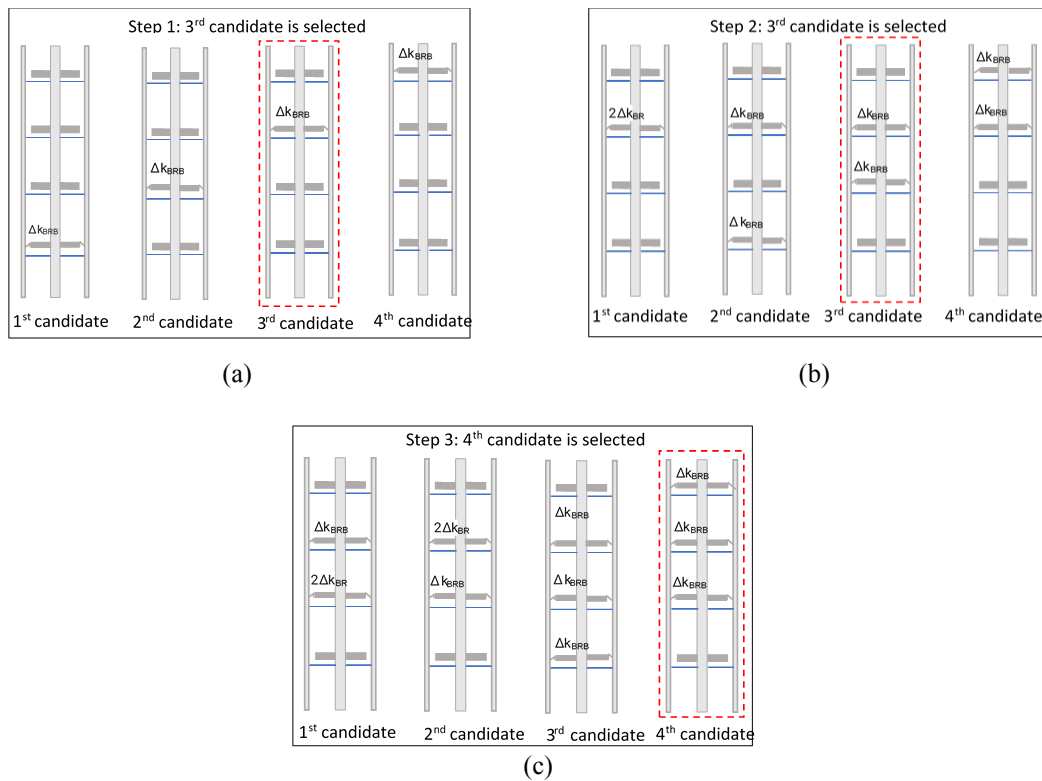 Step 1: 3rd candidate is selected
ΔkBRB
ΔkBRB
ΔkBRB
ΔkBRB
1st candidate
2nd candidate
3rd candidate
4th candidate
(a)
Step 2: 3rd candidate is selected
ΔkBRB
2ΔkBR
ΔkBRB
ΔkBRB
ΔkBRB
ΔkBRB
ΔkBRB
1st candidate
2nd candidate
3rd candidate
4th candidate
(b)
Step 3: 4th candidate is selected
ΔkBRB
ΔkBRB
2ΔkBR
ΔkBRB
ΔkBRB
2ΔkBR
ΔkBRB
ΔkBRB
ΔkBRB
ΔkBRB
1st candidate
2nd candidate
3rd candidate
4th candidate
(c)